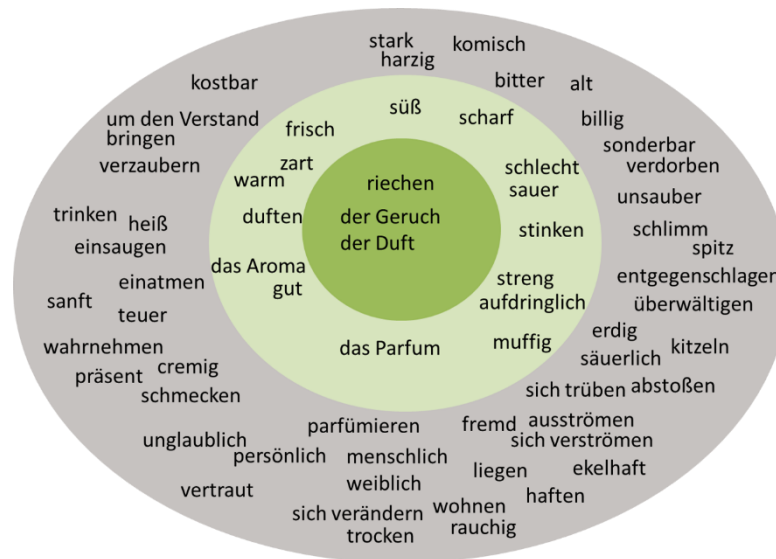 stark
harzig
komisch
kostbar
bitter
alt
süß
um den Verstand
bringen
frisch
scharf
billig
sonderbar
verzaubern
zart
warm
riechen
schlecht
sauer
verdorben
unsauber
trinken
heiß
einsaugen
duften
der Geruch
der Duft
stinken
schlimm
spitz
einatmen
das Aroma
gut
streng
aufdringlich
entgegenschlagen
überwältigen
sanft
teuer
wahrnehmen
präsent
cremig
schmecken
das Parfum
muffig
erdig
säuerlich
kitzeln
sich trüben
abstoßen
unglaublich
parfümieren
fremd
ausströmen
sich verströmen
persönlich
menschlich
weiblich
liegen
ekelhaft
vertraut
haften
sich verändern
trocken
wohnen
rauchig